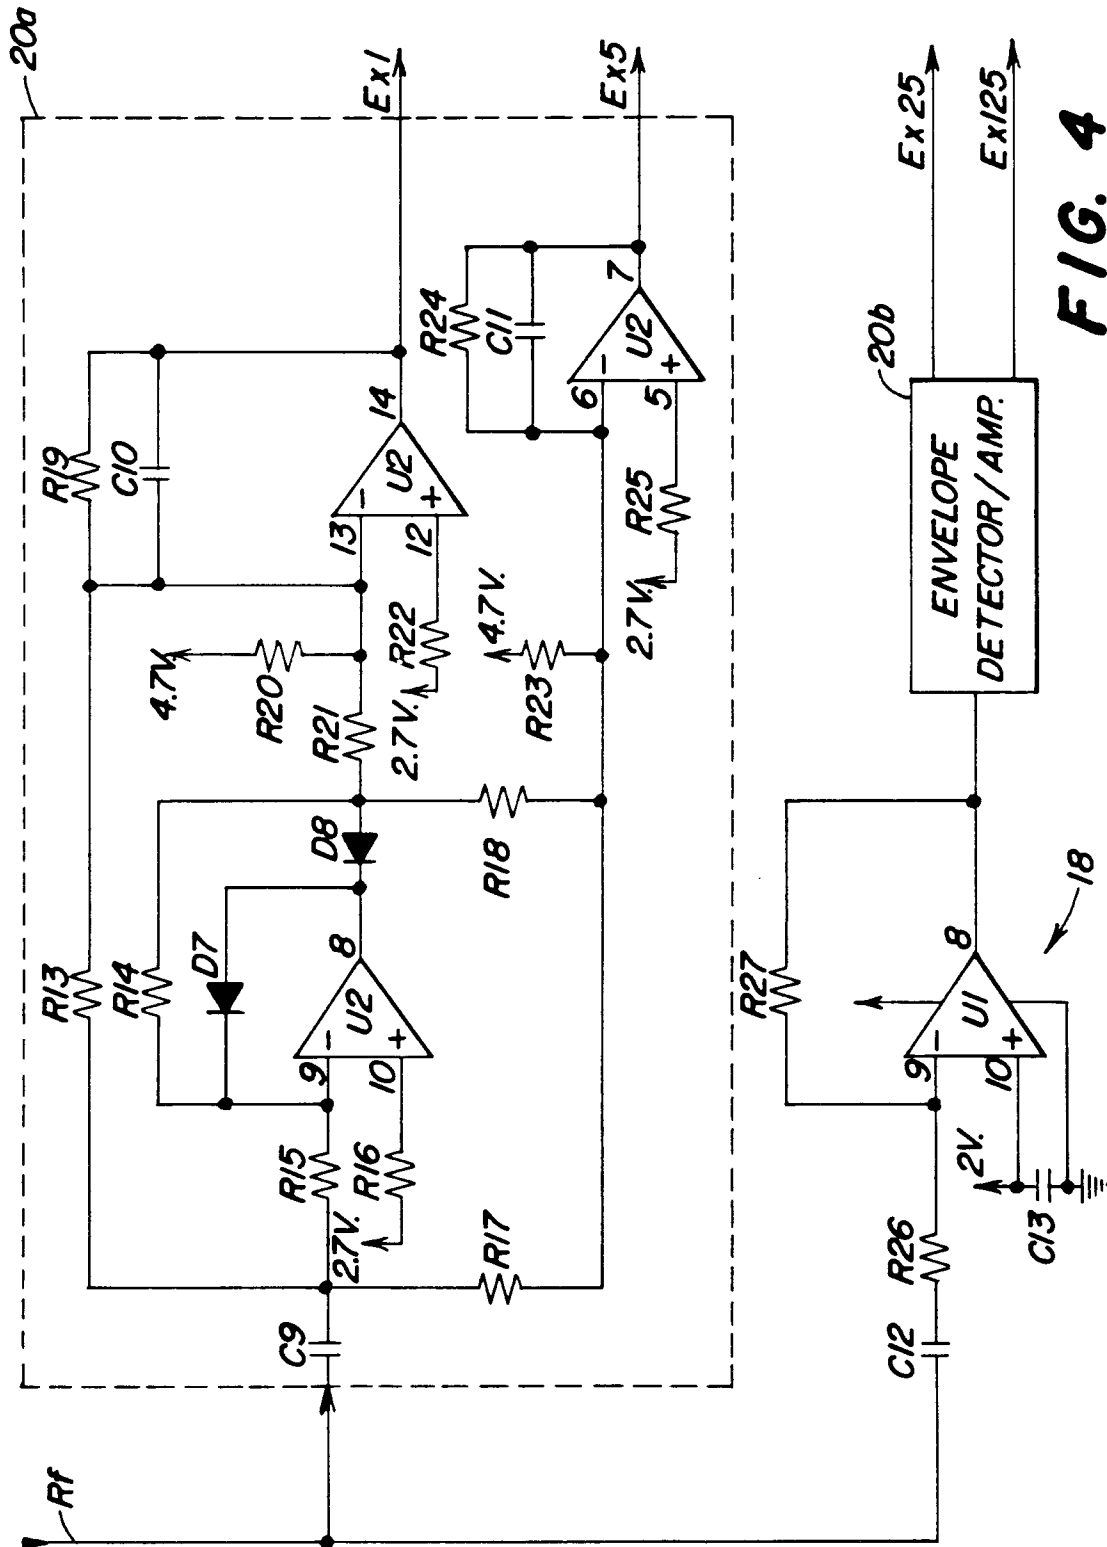 20a
Ex1
Ex5
R19
C10
R24
C11
14
U2
13
12
7
U2
6
5
R25
2.7V.
R13
R14
D7
4.7V.
R20
R21
R22
2.7V.
4.7V.
R23
D8
R18
8
U2
9
10
R15
R16
2.7V.
R17
C9
Rf
20b
ENVELOPE
DETECTOR/AMP.
Ex25
Ex125
R27
8
U1
9
10
18
2V.
C13
R26
C12
FIG. 4